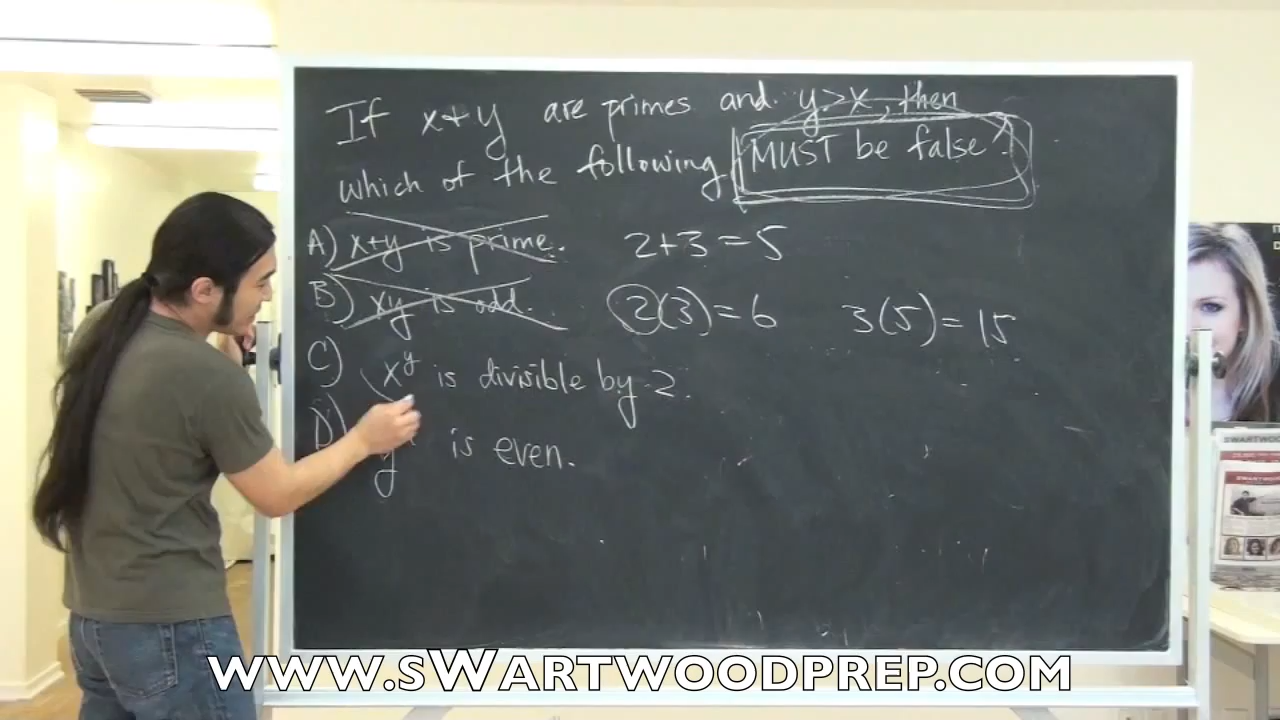 If x+y are primes and y>x, then
which of the following MUST be false?
A) x+y is prime. 2+3=5
B) xy is odd. 2(3)=6 3(5)=15
C) x^y is divisible by 2.
D) y is even.
SWARTWOOD
WWW.SWARTWOODPREP.COM